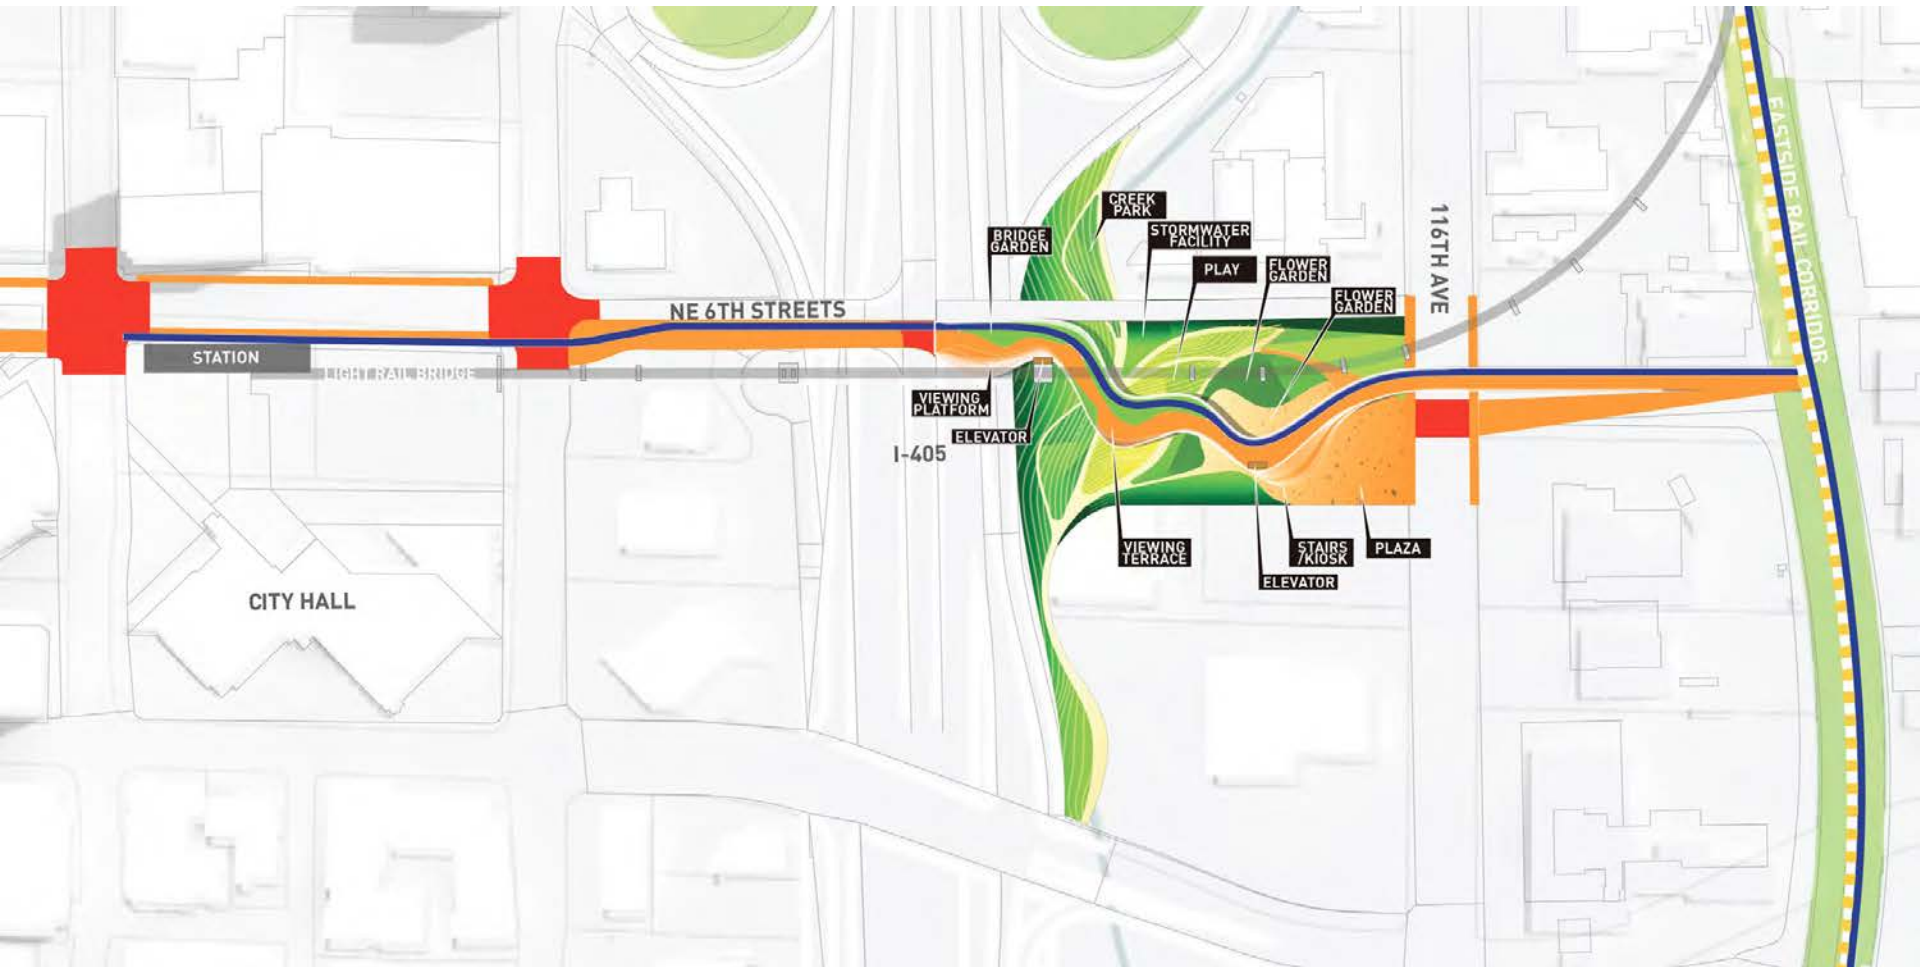 CREEK
PARK
BRIDGE
GARDEN
STORMWATER
FACILITY
PLAY
FLOWER
GARDEN
FLOWER
GARDEN
116TH AVE
EASTSIDE RAIL CORRIDOR
NE 6TH STREETS
STATION
LIGHT RAIL BRIDGE
VIEWING
PLATFORM
ELEVATOR
I-405
VIEWING
TERRACE
STAIRS
/KIOSK
PLAZA
ELEVATOR
CITY HALL